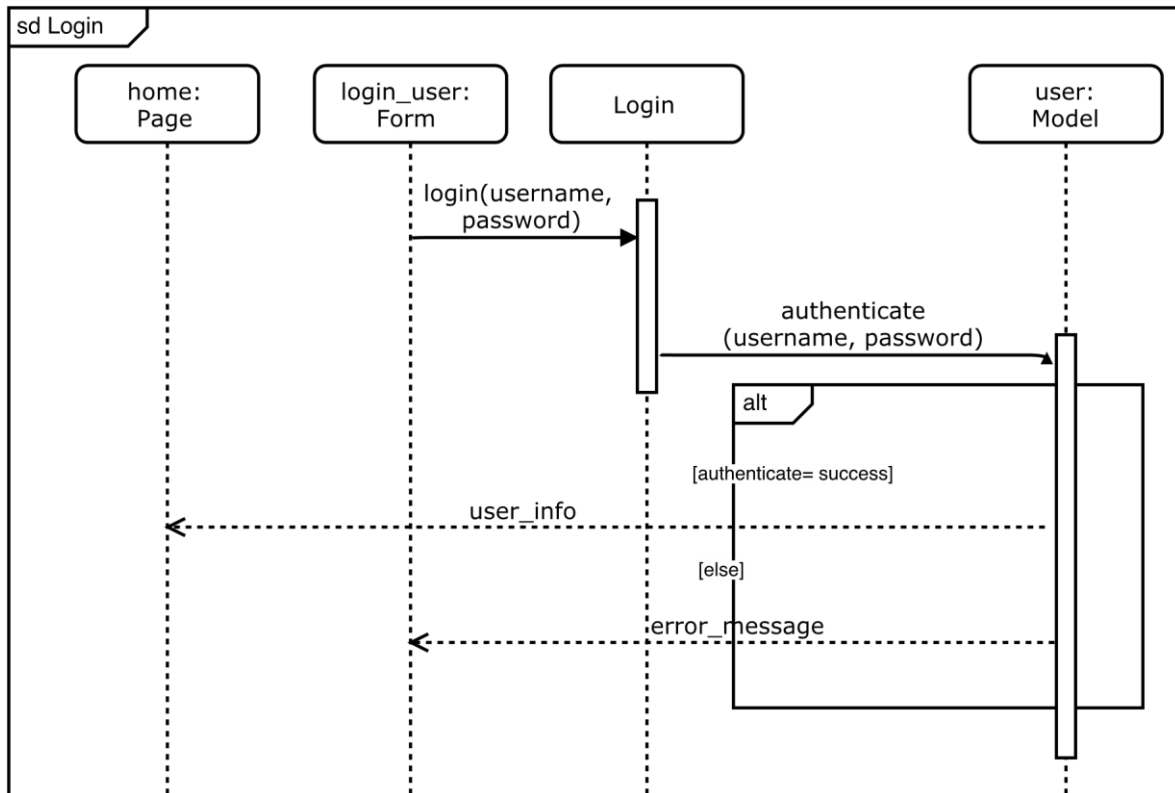 sd Login
home:
Page
login_user:
Form
Login
user:
Model
login(username,
password)
authenticate
(username, password)
alt
[authenticate= success]
user_info
[else]
error_message